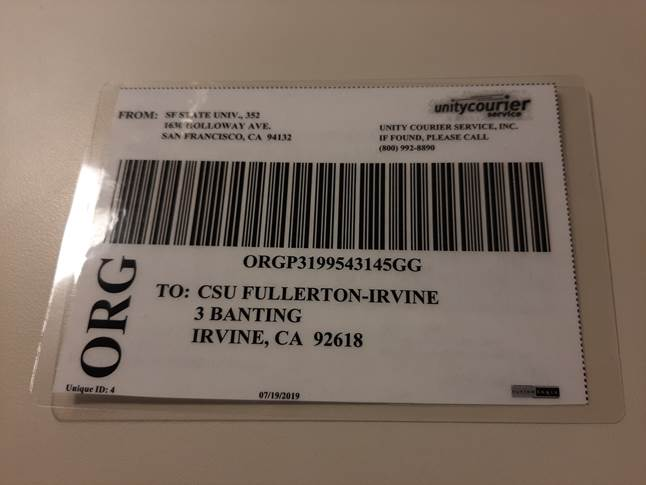 FROM: SF STATE UNIV., 352
1630 HOLLOWAY AVE.
SAN FRANCISCO, CA 94132
unitycourier
service
UNITY COURIER SERVICE, INC.
IF FOUND, PLEASE CALL
(800) 992-8890
ORGP3199543145GG
ORG
TO: CSU FULLERTON-IRVINE
3 BANTING
IRVINE, CA 92618
Unique ID: 4
07/19/2019